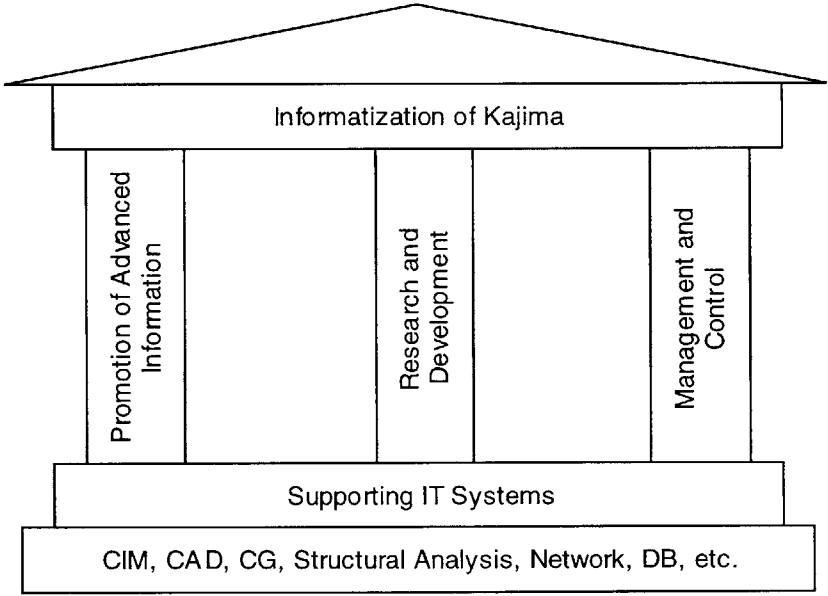 Informatization of Kajima
Promotion of Advanced
Information
Research and
Development
Management and
Control
Supporting IT Systems
CIM, CAD, CG, Structural Analysis, Network, DB, etc.